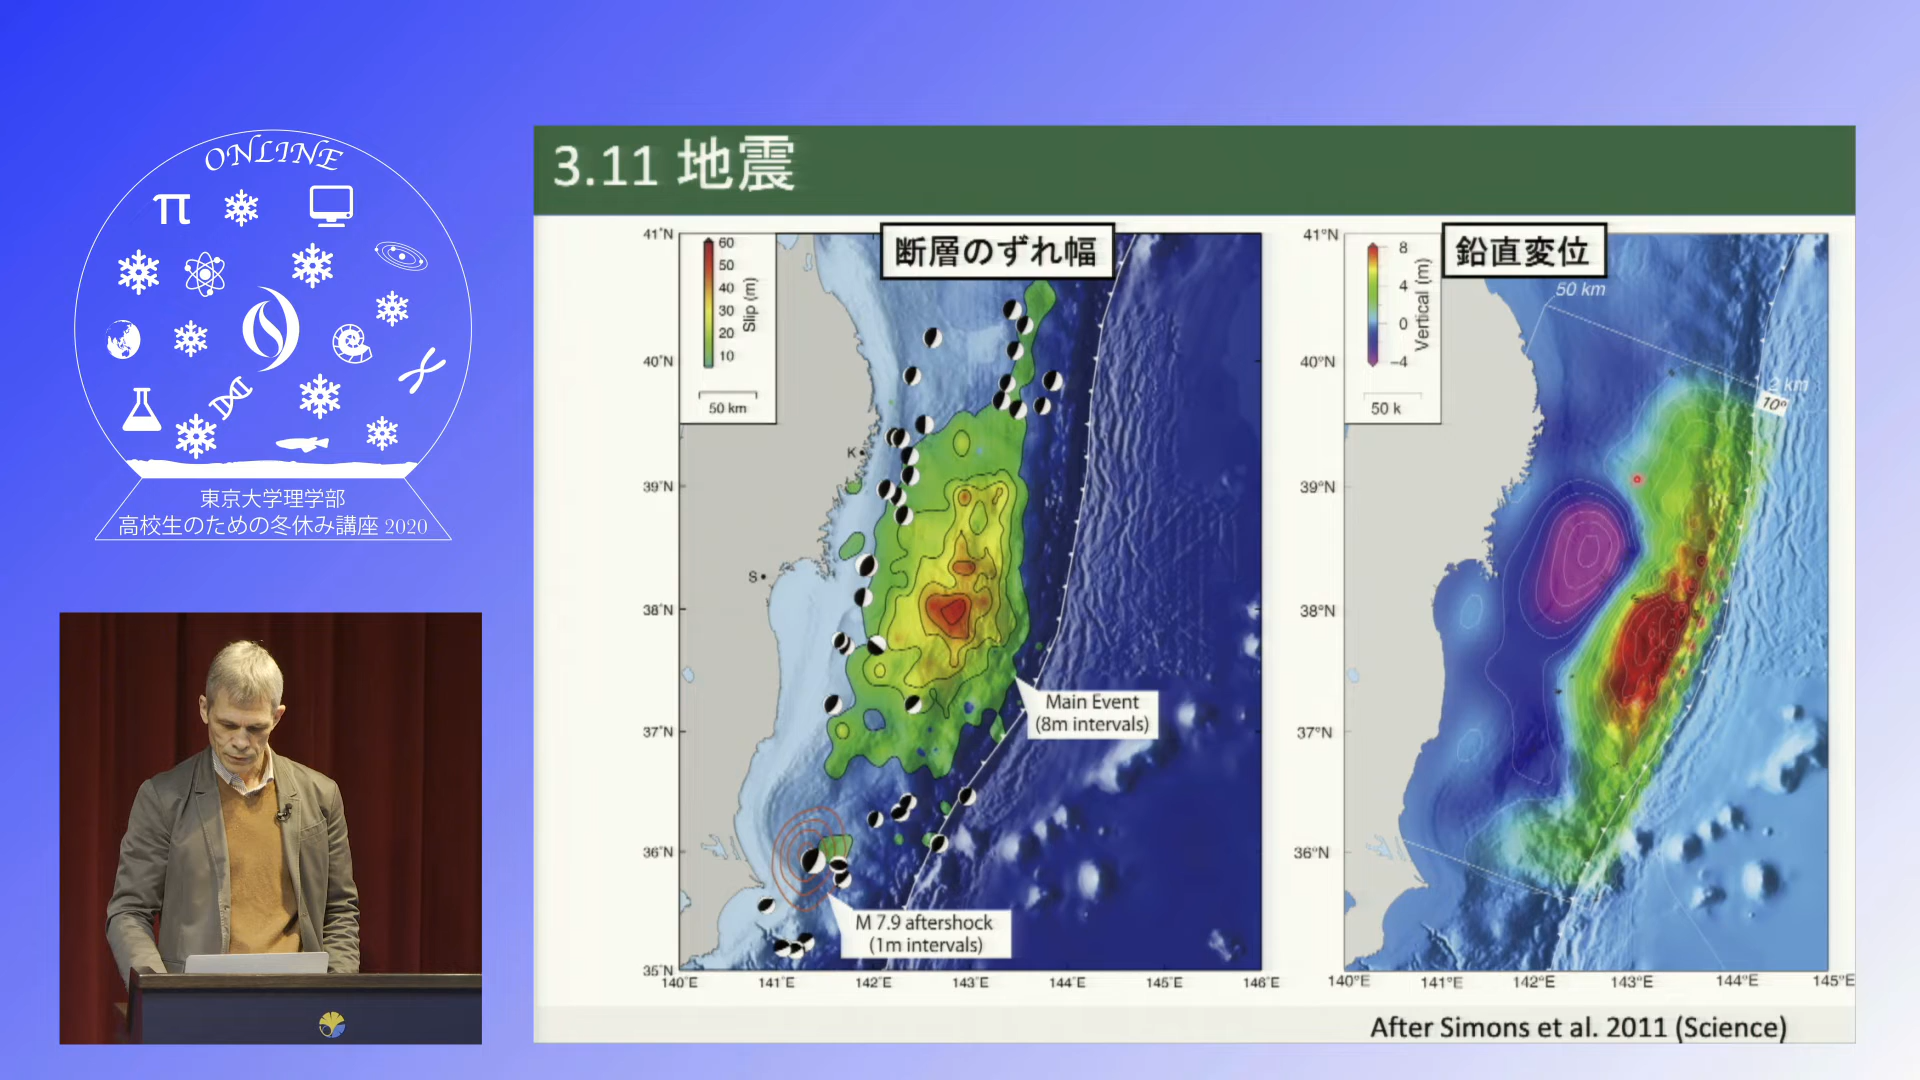 ONLINE
π
東京大学理学部
高校生のための冬休み講座 2020
3.11 地震
断層のずれ幅
41°N
40°N
39°N
38°N
37°N
36°N
35°N
60
50
40
30
20
10
Slip (m)
50 km
K
S
Main Event
(8m intervals)
M 7.9 aftershock
(1m intervals)
140°E
141°E
142°E
143°E
144°E
145°E
146°E
鉛直変位
41°N
40°N
39°N
38°N
37°N
36°N
8
4
0
−4
Vertical (m)
50 k
50 km
2 km
10°
140°E
141°E
142°E
143°E
144°E
145°E
After Simons et al. 2011 (Science)